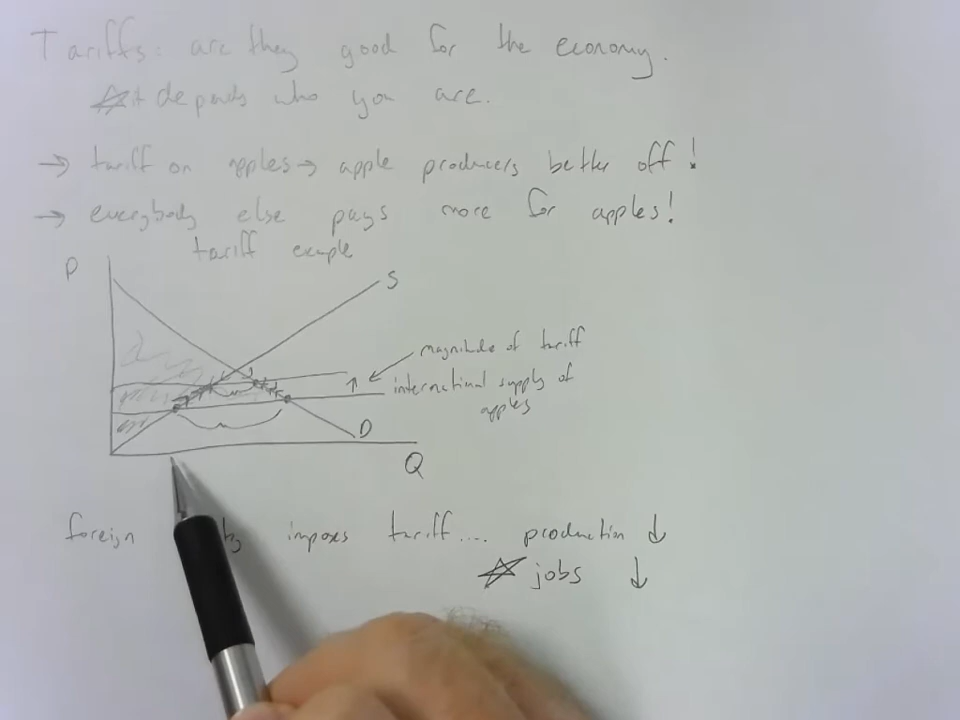 Tariffs: are they good for the economy.
☆ it depends who you are.
→ tariff on apples → apple producers better off!
→ everybody else pays more for apples!
tariff example
P
S
magnitude of tariff
international supply of
apples
D
Q
foreign imposes tariff.... production ↓
☆ jobs ↓